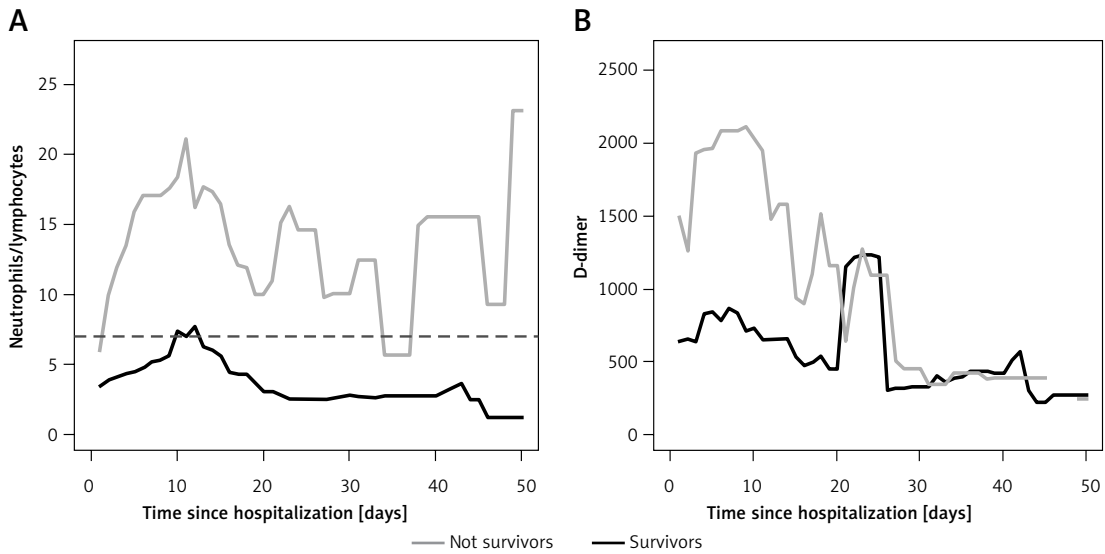 A
Neutrophils/lymphocytes
25
20
15
10
5
0
0 10 20 30 40 50
Time since hospitalization [days]
B
D-dimer
2500
2000
1500
1000
500
0
0 10 20 30 40 50
Time since hospitalization [days]
Not survivors Survivors